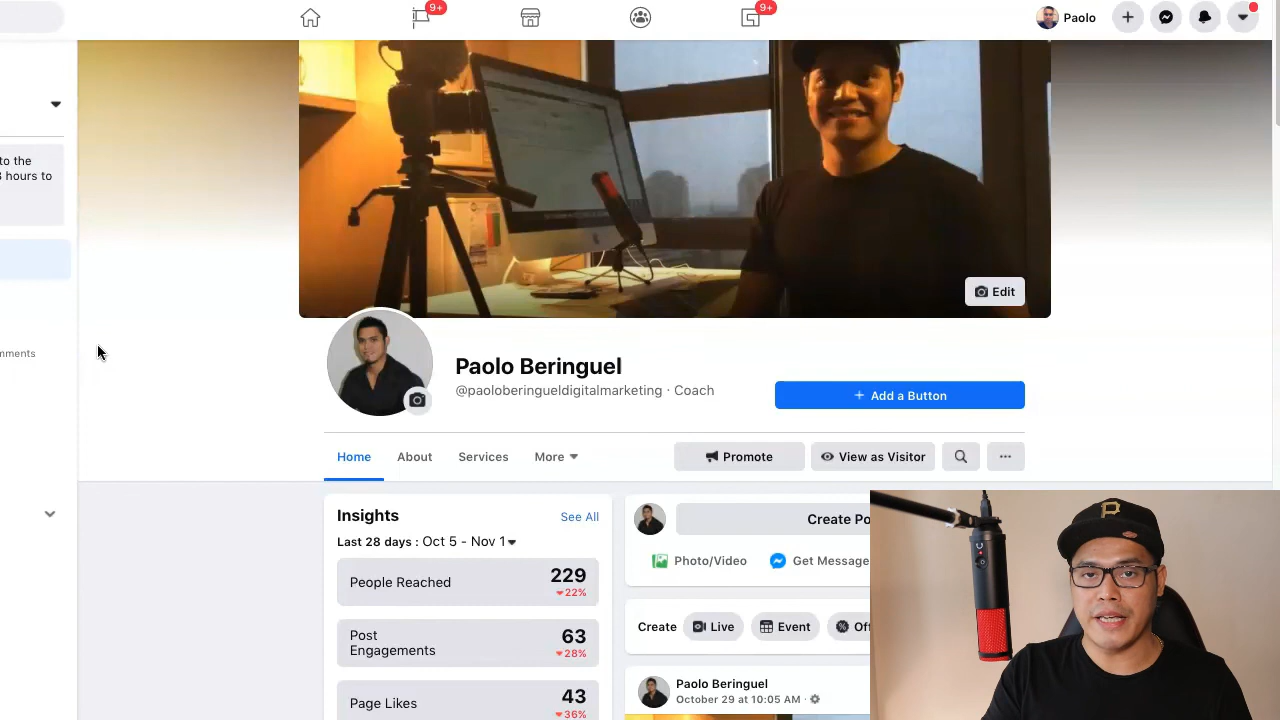 9+
9+
Paolo
to the
hours to
mments
Edit
Paolo Beringuel
@paoloberingueldigitalmarketing · Coach
+ Add a Button
Home
About
Services
More
Promote
View as Visitor
...
Insights
See All
Last 28 days : Oct 5 - Nov 1
People Reached
229
22%
Post
Engagements
63
28%
Page Likes
43
36%
Create Po
Photo/Video
Get Message
Create
Live
Event
Off
Paolo Beringuel
October 29 at 10:05 AM ·
P